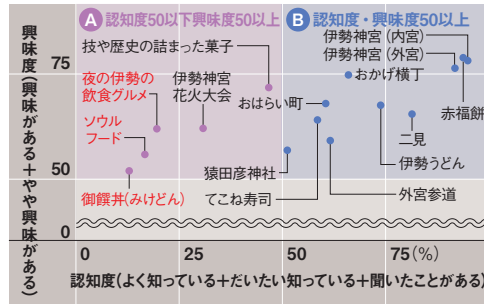 A 認知度50以下興味度50以上
B 認知度・興味度50以上
興味度(興味がある+やや興味がある)
75
50
0
技や歴史の詰まった菓子
夜の伊勢の
飲食グルメ
伊勢神宮
花火大会
ソウル
フード
御饌丼(みけどん)
伊勢神宮(内宮)
伊勢神宮(外宮)
おかげ横丁
おはらい町
赤福餅
二見
猿田彦神社
伊勢うどん
てこね寿司
外宮参道
0
25
50
75(%)
認知度(よく知っている+だいたい知っている+聞いたことがある)